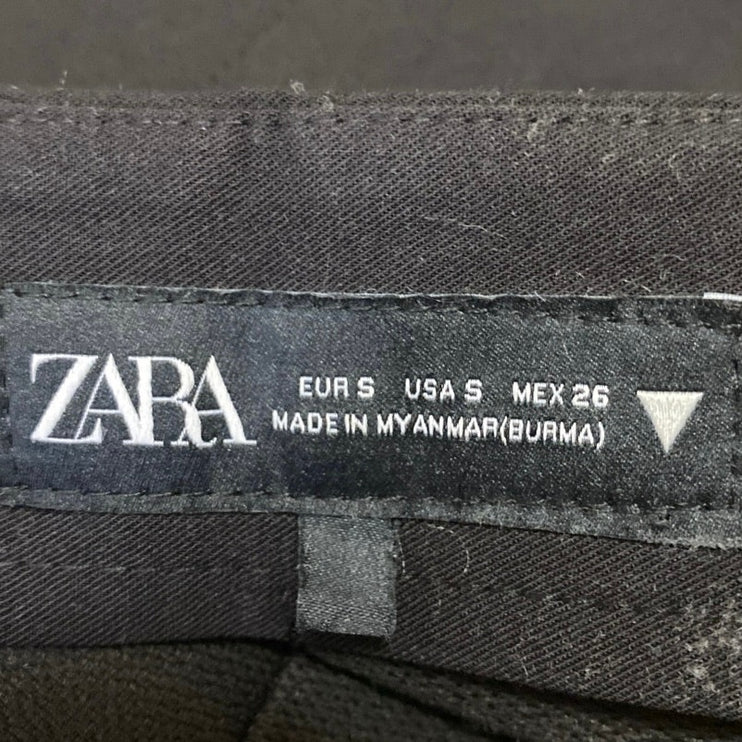 ZARA
EUR S USA S MEX 26
MADE IN MYANMAR(BURMA)